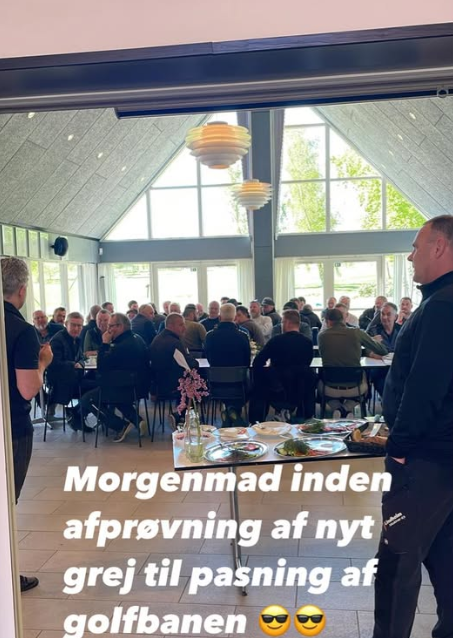 Morgenmad inden
afprøvning af nyt
grej til pasning af
golfbanen 😎😎